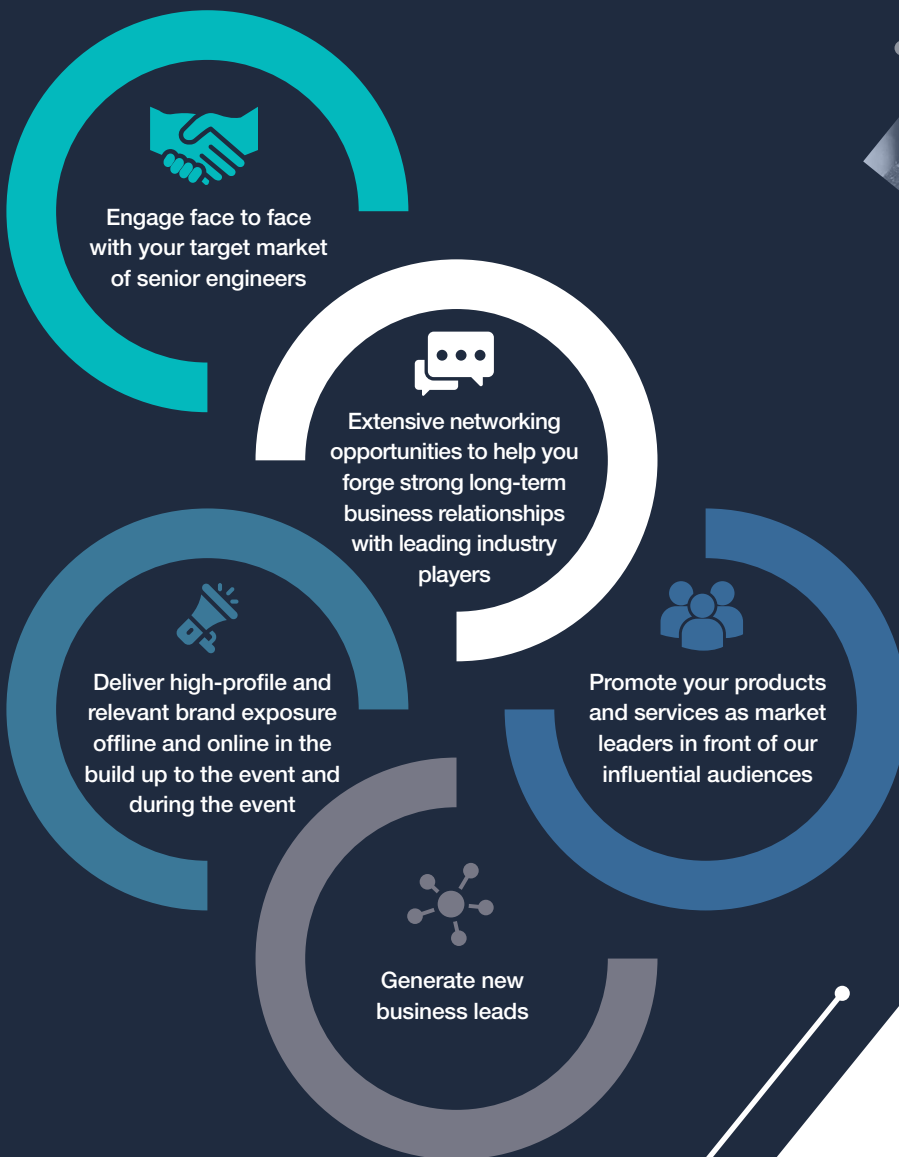 Engage face to face
with your target market
of senior engineers
Extensive networking
opportunities to help you
forge strong long-term
business relationships
with leading industry
players
Deliver high-profile and
relevant brand exposure
offline and online in the
build up to the event and
during the event
Promote your products
and services as market
leaders in front of our
influential audiences
Generate new
business leads